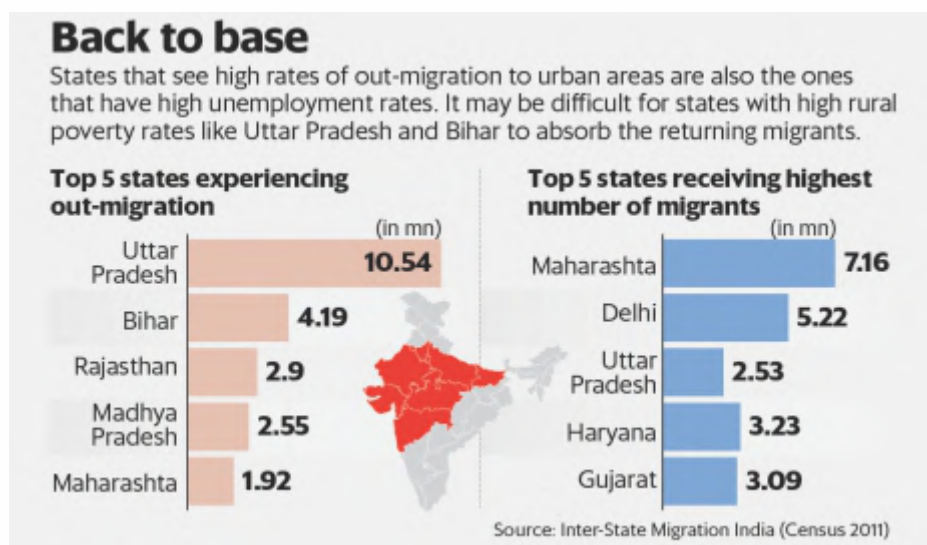 Back to base
States that see high rates of out-migration to urban areas are also the ones
that have high unemployment rates. It may be difficult for states with high rural
poverty rates like Uttar Pradesh and Bihar to absorb the returning migrants.
Top 5 states experiencing
out-migration
(in mn)
Uttar
Pradesh
10.54
Bihar
4.19
Rajasthan
2.9
Madhya
Pradesh
2.55
Maharashta
1.92
Top 5 states receiving highest
number of migrants
(in mn)
Maharashta
7.16
Delhi
5.22
Uttar
Pradesh
2.53
Haryana
3.23
Gujarat
3.09
Source: Inter-State Migration India (Census 2011)